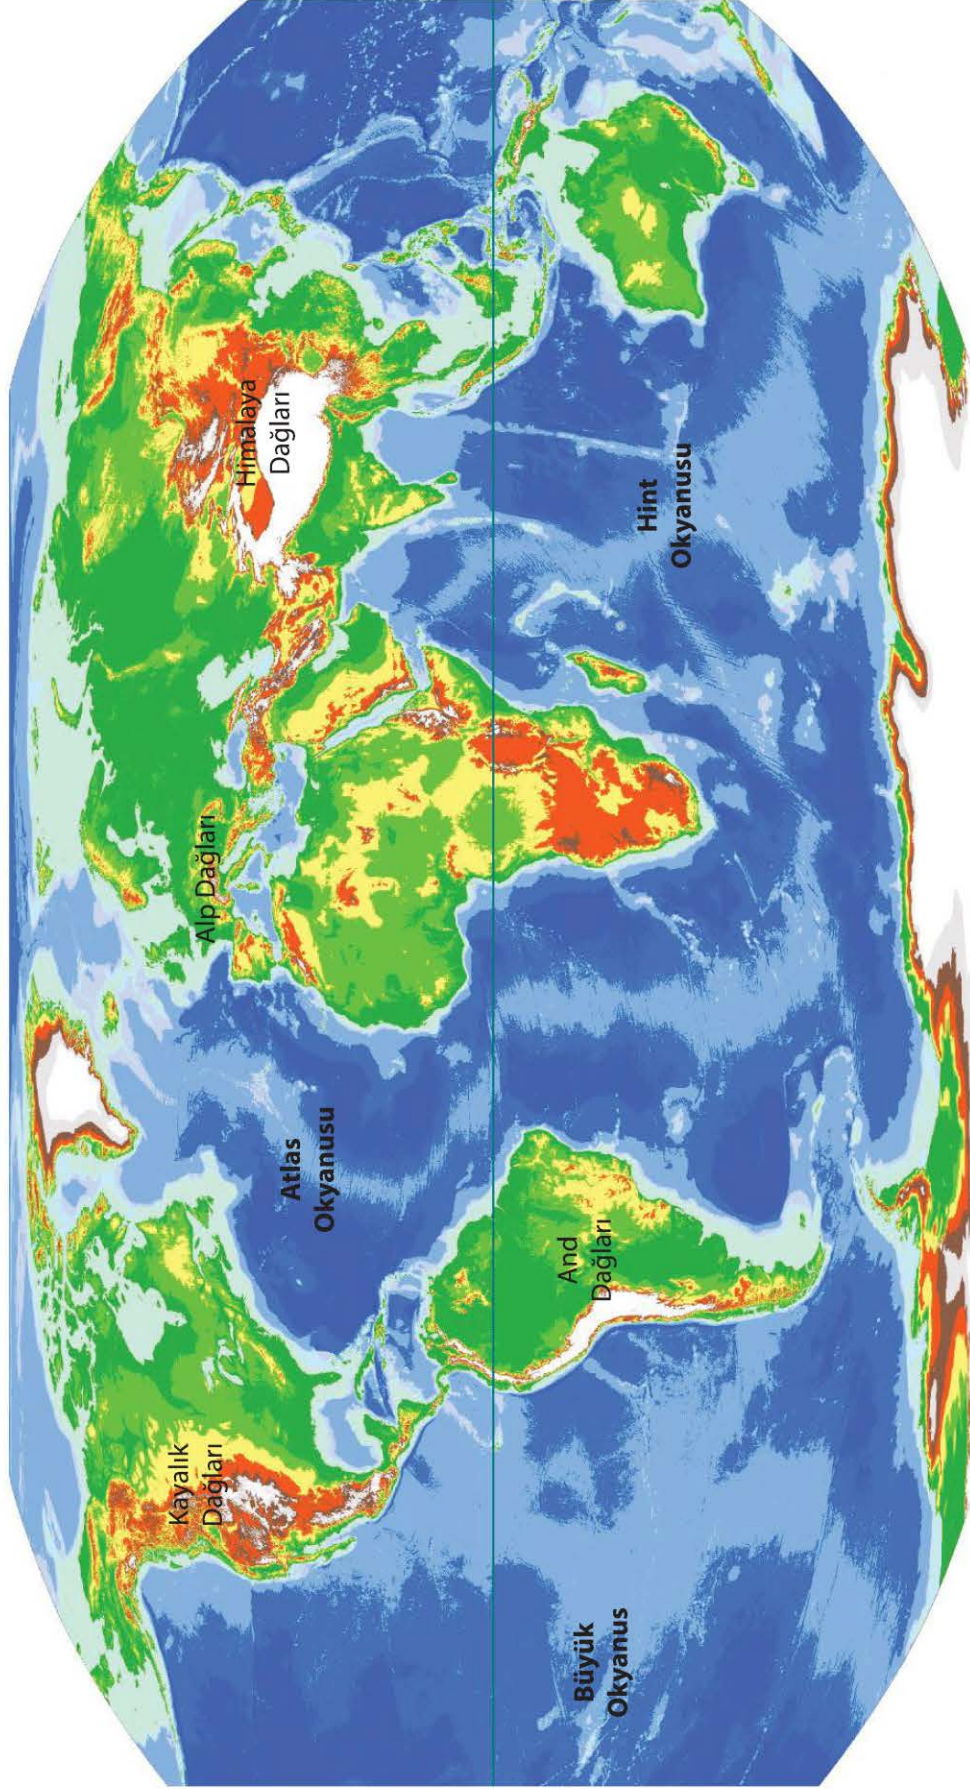 Kayalık
Dağları
Atlas
Okyanusu
Alp Dağları
Himalaya
Dağları
Büyük
Okyanus
And
Dağları
Hint
Okyanusu